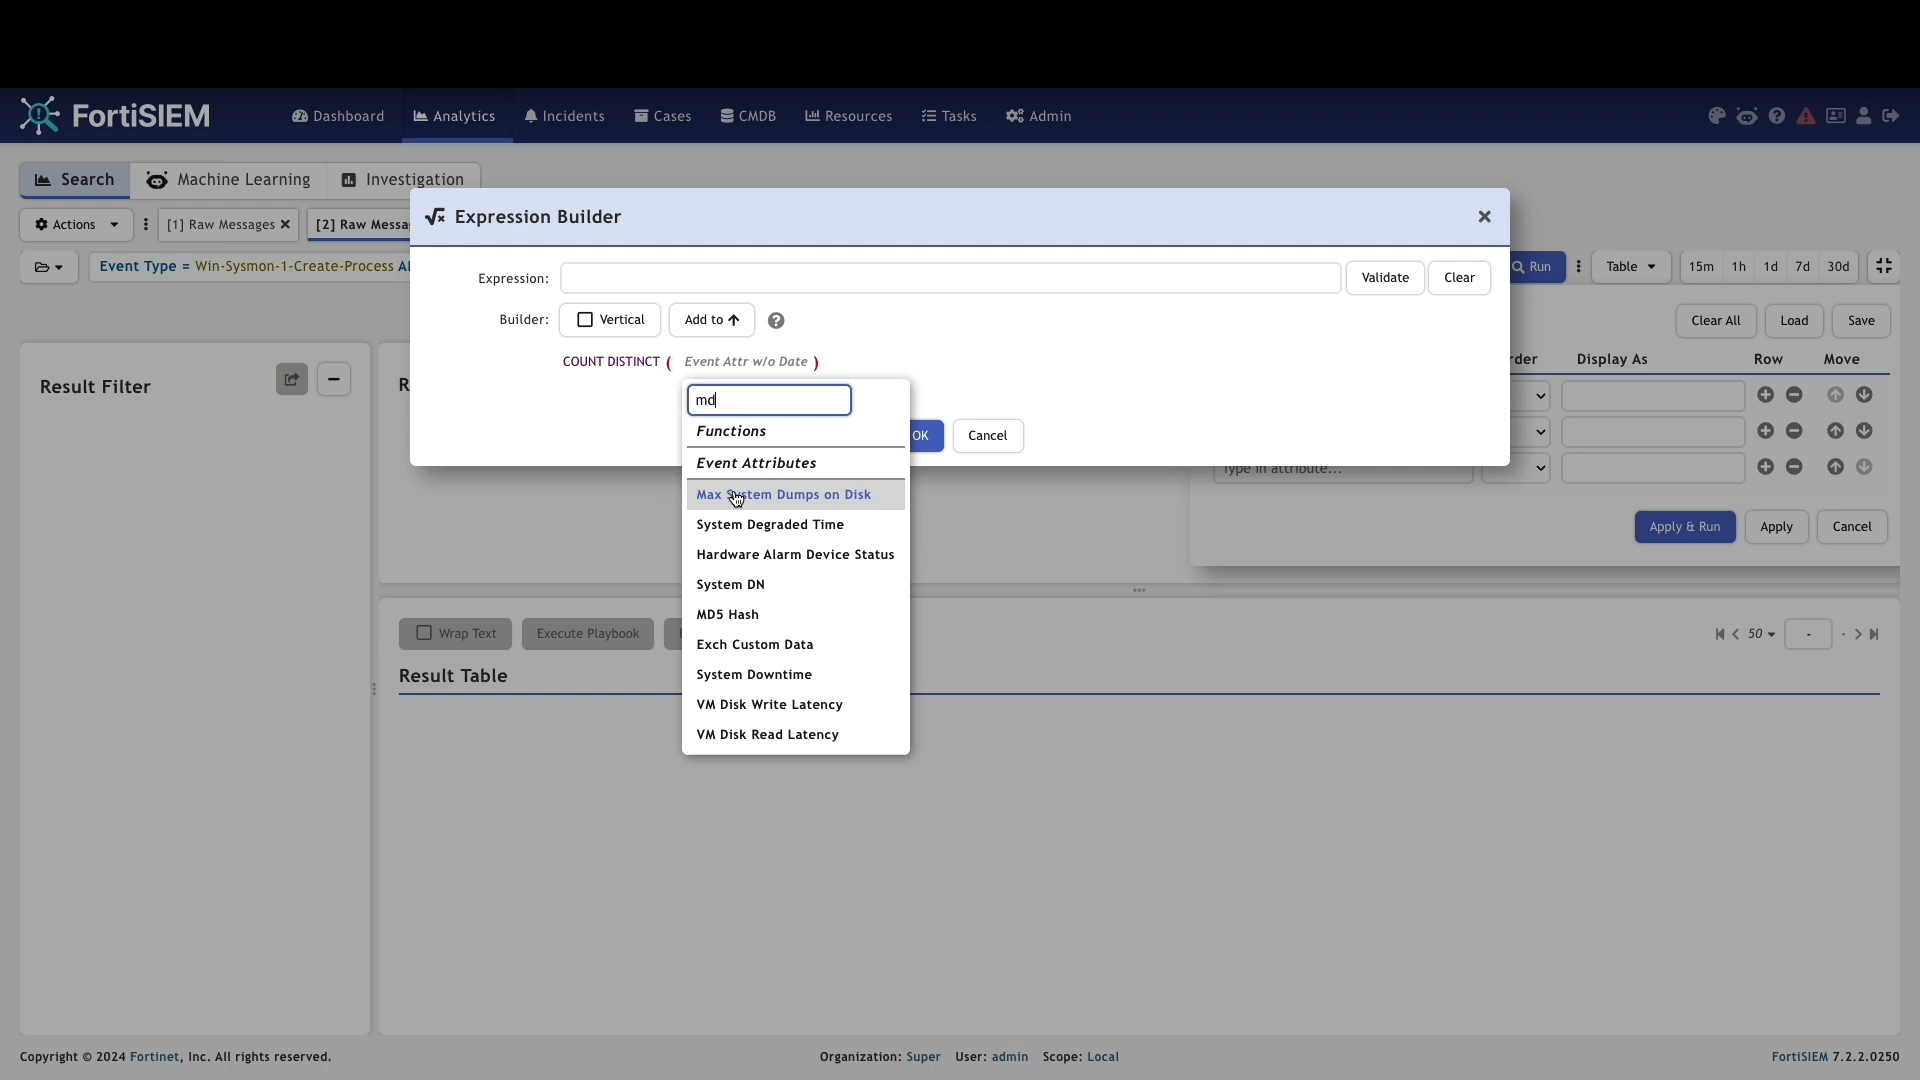 FortiSIEM
Dashboard
Analytics
Incidents
Cases
CMDB
Resources
Tasks
Admin
Search
Machine Learning
Investigation
Actions
[1] Raw Messages
[2] Raw Messa
Event Type = Win-Sysmon-1-Create-Process A
Run
Table
15m
1h
1d
7d
30d
Expression Builder
Expression:
Validate
Clear
Builder:
Vertical
Add to
COUNT DISTINCT ( Event Attr w/o Date )
md
Functions
Event Attributes
Max System Dumps on Disk
System Degraded Time
Hardware Alarm Device Status
System DN
MD5 Hash
Exch Custom Data
System Downtime
VM Disk Write Latency
VM Disk Read Latency
OK
Cancel
Clear All
Load
Save
rder
Display As
Row
Move
Type in attribute...
Apply & Run
Apply
Cancel
Result Filter
R
Wrap Text
Execute Playbook
50
-
-
Result Table
Copyright © 2024 Fortinet, Inc. All rights reserved.
Organization: Super User: admin Scope: Local
FortiSIEM 7.2.2.0250